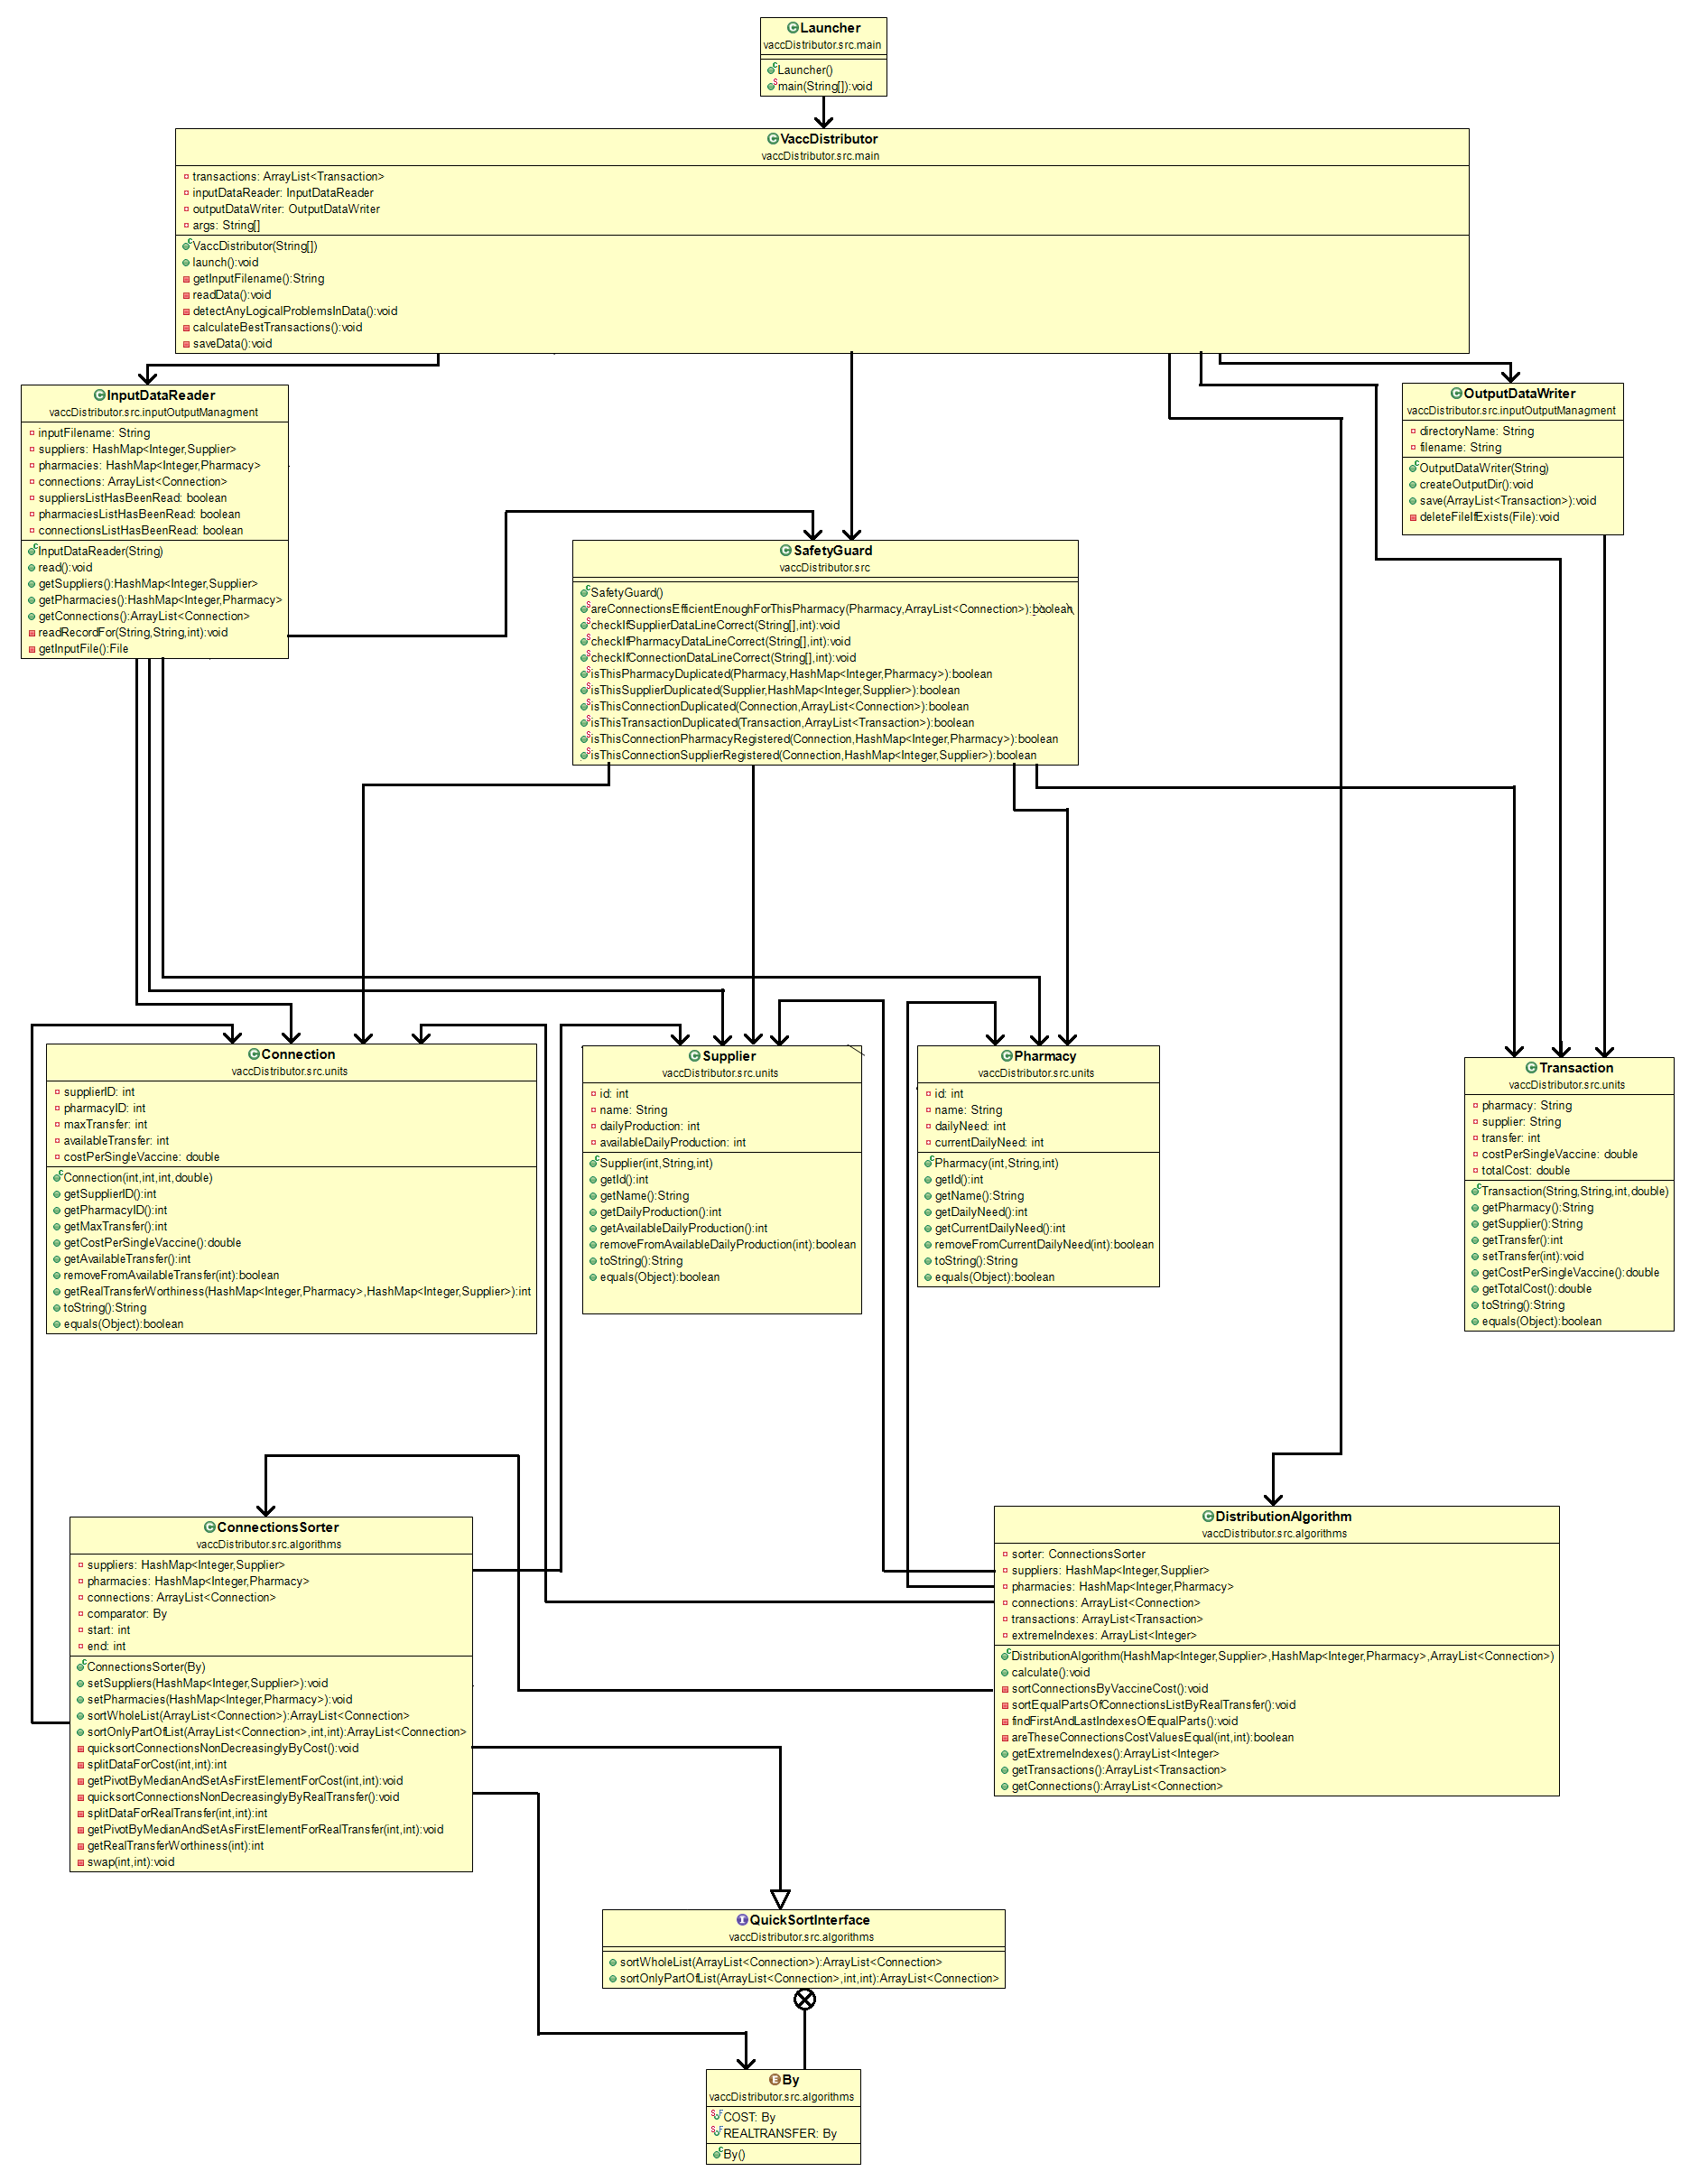 Launcher
vaccDistributor.src.main
Launcher()
main(String[]):void
VaccDistributor
vaccDistributor.src.main
transactions: ArrayList<Transaction>
inputDataReader: InputDataReader
outputDataWriter: OutputDataWriter
args: String[]
VaccDistributor(String[])
launch():void
getInputFilename():String
readData():void
detectAnyLogicalProblemsInData():void
calculateBestTransactions():void
saveData():void
InputDataReader
vaccDistributor.src.inputOutputManagment
inputFilename: String
suppliers: HashMap<Integer,Supplier>
pharmacies: HashMap<Integer,Pharmacy>
connections: ArrayList<Connection>
suppliersListHasBeenRead: boolean
pharmaciesListHasBeenRead: boolean
connectionsListHasBeenRead: boolean
InputDataReader(String)
read():void
getSuppliers():HashMap<Integer,Supplier>
getPharmacies():HashMap<Integer,Pharmacy>
getConnections():ArrayList<Connection>
readRecordFor(String,String,int):void
getInputFile():File
OutputDataWriter
vaccDistributor.src.inputOutputManagment
directoryName: String
filename: String
OutputDataWriter(String)
createOutputDir():void
save(ArrayList<Transaction>):void
deleteFileIfExists(File):void
SafetyGuard
vaccDistributor.src
SafetyGuard()
areConnectionsEfficientEnoughForThisPharmacy(Pharmacy,ArrayList<Connection>):boolean
checkIfSupplierDataLineCorrect(String[],int):void
checkIfPharmacyDataLineCorrect(String[],int):void
checkIfConnectionDataLineCorrect(String[],int):void
isThisPharmacyDuplicated(Pharmacy,HashMap<Integer,Pharmacy>):boolean
isThisSupplierDuplicated(Supplier,HashMap<Integer,Supplier>):boolean
isThisConnectionDuplicated(Connection,ArrayList<Connection>):boolean
isThisTransactionDuplicated(Transaction,ArrayList<Transaction>):boolean
isThisConnectionPharmacyRegistered(Connection,HashMap<Integer,Pharmacy>):boolean
isThisConnectionSupplierRegistered(Connection,HashMap<Integer,Supplier>):boolean
Connection
vaccDistributor.src.units
supplierID: int
pharmacyID: int
maxTransfer: int
availableTransfer: int
costPerSingleVaccine: double
Connection(int,int,int,double)
getSupplierID():int
getPharmacyID():int
getMaxTransfer():int
getCostPerSingleVaccine():double
getAvailableTransfer():int
removeFromAvailableTransfer(int):boolean
getRealTransferWorthiness(HashMap<Integer,Pharmacy>,HashMap<Integer,Supplier>):int
toString():String
equals(Object):boolean
Supplier
vaccDistributor.src.units
id: int
name: String
dailyProduction: int
availableDailyProduction: int
Supplier(int,String,int)
getId():int
getName():String
getDailyProduction():int
getAvailableDailyProduction():int
removeFromAvailableDailyProduction(int):boolean
toString():String
equals(Object):boolean
Pharmacy
vaccDistributor.src.units
id: int
name: String
dailyNeed: int
currentDailyNeed: int
Pharmacy(int,String,int)
getId():int
getName():String
getDailyNeed():int
getCurrentDailyNeed():int
removeFromCurrentDailyNeed(int):boolean
toString():String
equals(Object):boolean
Transaction
vaccDistributor.src.units
pharmacy: String
supplier: String
transfer: int
costPerSingleVaccine: double
totalCost: double
Transaction(String,String,int,double)
getPharmacy():String
getSupplier():String
getTransfer():int
setTransfer(int):void
getCostPerSingleVaccine():double
getTotalCost():double
toString():String
equals(Object):boolean
ConnectionsSorter
vaccDistributor.src.algorithms
suppliers: HashMap<Integer,Supplier>
pharmacies: HashMap<Integer,Pharmacy>
connections: ArrayList<Connection>
comparator: By
start: int
end: int
ConnectionsSorter(By)
setSuppliers(HashMap<Integer,Supplier>):void
setPharmacies(HashMap<Integer,Pharmacy>):void
sortWholeList(ArrayList<Connection>):ArrayList<Connection>
sortOnlyPartOfList(ArrayList<Connection>,int,int):ArrayList<Connection>
quicksortConnectionsNonDecreasinglyByCost():void
splitDataForCost(int,int):int
getPivotByMedianAndSetAsFirstElementForCost(int,int):void
quicksortConnectionsNonDecreasinglyByRealTransfer():void
splitDataForRealTransfer(int,int):int
getPivotByMedianAndSetAsFirstElementForRealTransfer(int,int):void
getRealTransferWorthiness(int):int
swap(int,int):void
DistributionAlgorithm
vaccDistributor.src.algorithms
sorter: ConnectionsSorter
suppliers: HashMap<Integer,Supplier>
pharmacies: HashMap<Integer,Pharmacy>
connections: ArrayList<Connection>
transactions: ArrayList<Transaction>
extremeIndexes: ArrayList<Integer>
DistributionAlgorithm(HashMap<Integer,Supplier>,HashMap<Integer,Pharmacy>,ArrayList<Connection>)
calculate():void
sortConnectionsByVaccineCost():void
sortEqualPartsOfConnectionsListByRealTransfer():void
findFirstAndLastIndexesOfEqualParts():void
areTheseConnectionsCostValuesEqual(int,int):boolean
getExtremeIndexes():ArrayList<Integer>
getTransactions():ArrayList<Transaction>
getConnections():ArrayList<Connection>
QuickSortInterface
vaccDistributor.src.algorithms
sortWholeList(ArrayList<Connection>):ArrayList<Connection>
sortOnlyPartOfList(ArrayList<Connection>,int,int):ArrayList<Connection>
By
vaccDistributor.src.algorithms
COST: By
REALTRANSFER: By
By()